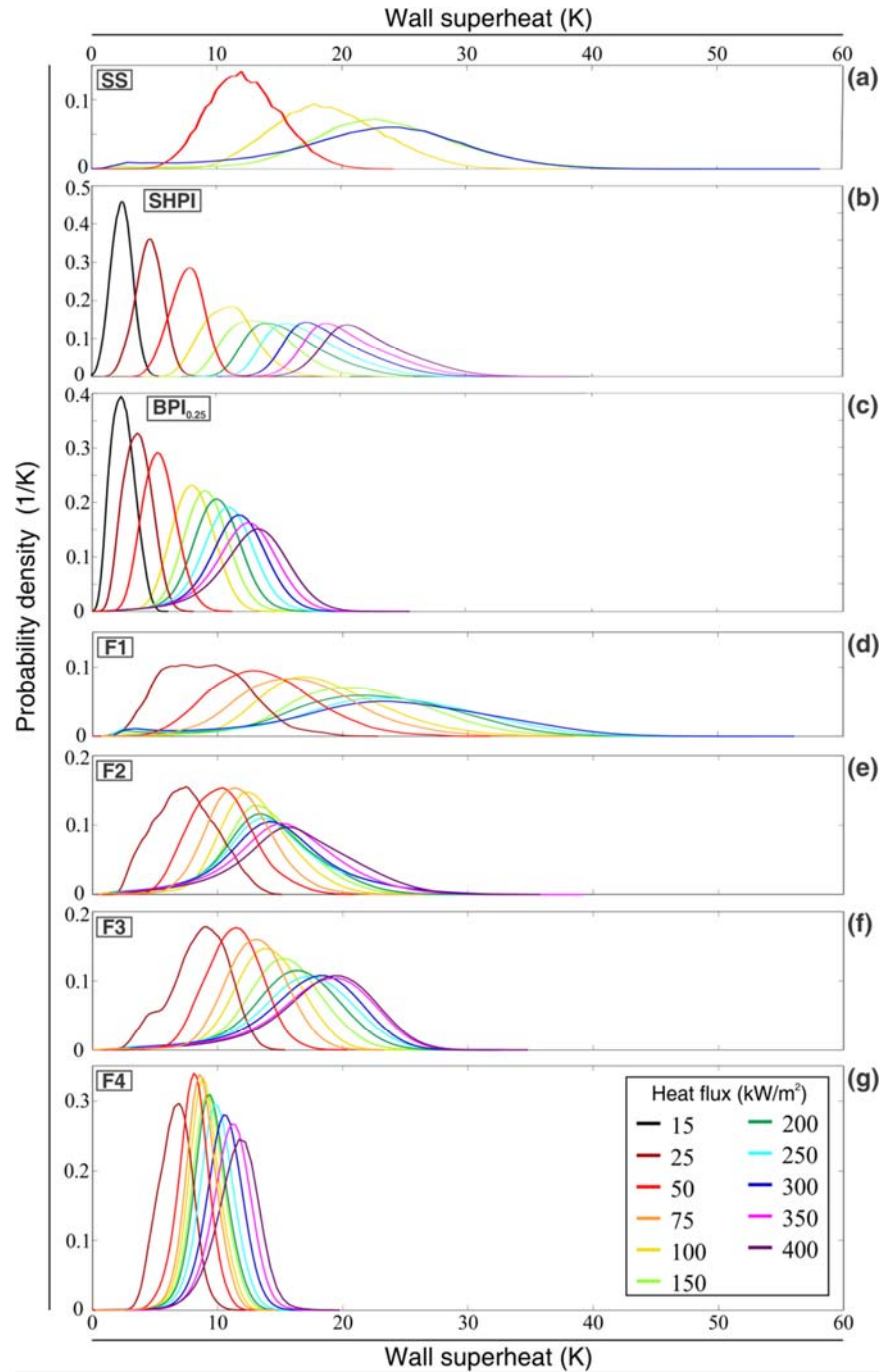 Wall superheat (K)
0 10 20 30 40 50 60
SS
(a)
0.1
0
0.5
SHPI
(b)
0.4
0.3
0.2
0.1
0
0.4
BPI0.25
(c)
0.3
0.2
0.1
0
F1
(d)
0.1
0
0.2
F2
(e)
0.1
0
0.2
F3
(f)
0.1
0
F4
(g)
0.3
0.2
0.1
0
Probability density (1/K)
Heat flux (kW/m²)
15 200
25 250
50 300
75 350
100 400
150
0 10 20 30 40 50 60
Wall superheat (K)